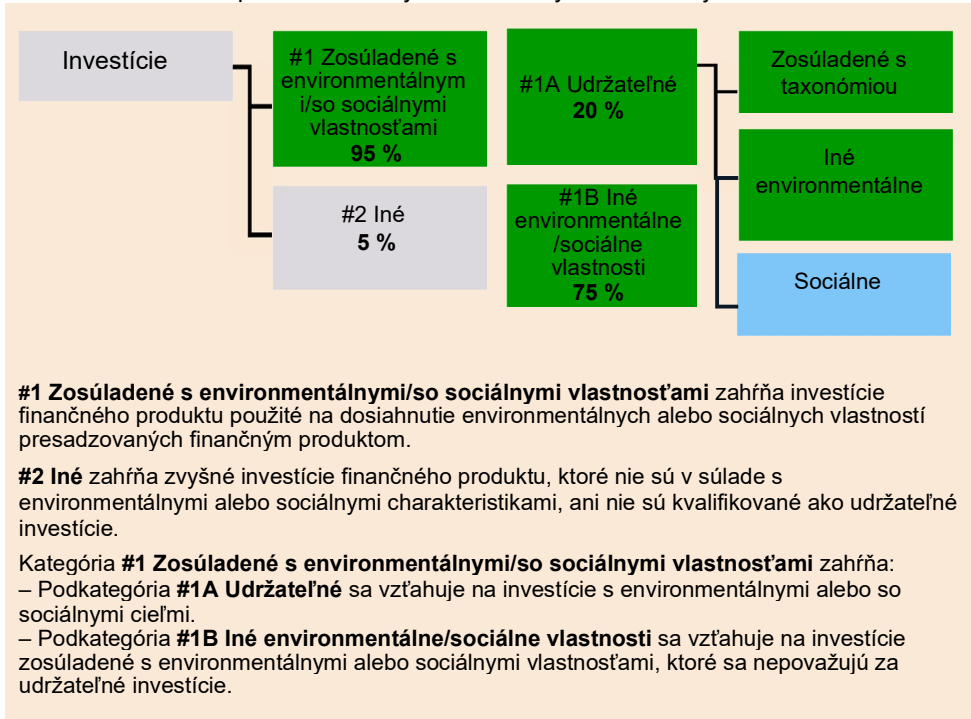 Investície
#1 Zosúladené s
environmentálnym
i/so sociálnymi
vlastnosťami
95 %
#2 Iné
5 %
#1A Udržateľné
20 %
#1B Iné
environmentálne
/sociálne
vlastnosti
75 %
Zosúladené s
taxonómiou
Iné
environmentálne
Sociálne
#1 Zosúladené s environmentálnymi/so sociálnymi vlastnosťami zahŕňa investície
finančného produktu použité na dosiahnutie environmentálnych alebo sociálnych vlastností
presadzovaných finančným produktom.
#2 Iné zahŕňa zvyšné investície finančného produktu, ktoré nie sú v súlade s
environmentálnymi alebo sociálnymi charakteristikami, ani nie sú kvalifikované ako udržateľné
investície.
Kategória #1 Zosúladené s environmentálnymi/so sociálnymi vlastnosťami zahŕňa:
– Podkategória #1A Udržateľné sa vzťahuje na investície s environmentálnymi alebo so
sociálnymi cieľmi.
– Podkategória #1B Iné environmentálne/sociálne vlastnosti sa vzťahuje na investície
zosúladené s environmentálnymi alebo sociálnymi vlastnosťami, ktoré sa nepovažujú za
udržateľné investície.